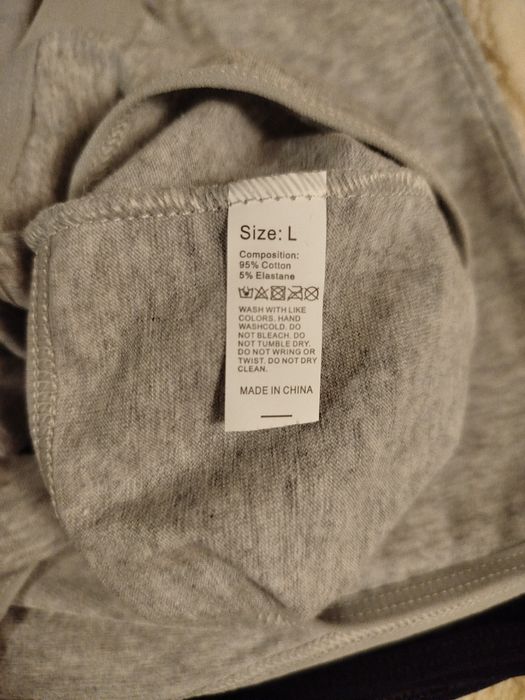 Size: L
Composition:
95% Cotton
5% Elastane
WASH WITH LIKE
COLORS. HAND
WASHCOLD. DO
NOT BLEACH. DO
NOT TUMBLE DRY.
DO NOT WRING OR
TWIST. DO NOT DRY
CLEAN.
MADE IN CHINA